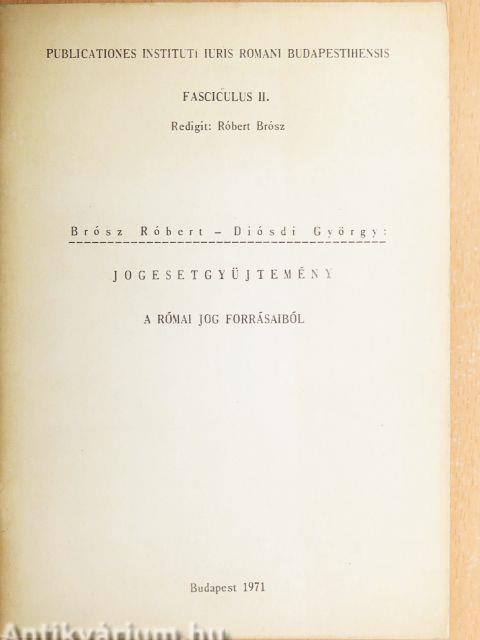 PUBLICATIONES INSTITUTI IURIS ROMANI BUDAPESTIHENSIS
FASCICULUS II.
Redigit: Róbert Brósz
Brósz Róbert – Diósdi György:
JOGESETGYÜJTEMÉNY
A RÓMAI JOG FORRÁSAIBÓL
Budapest 1971
Antikvárium.hu